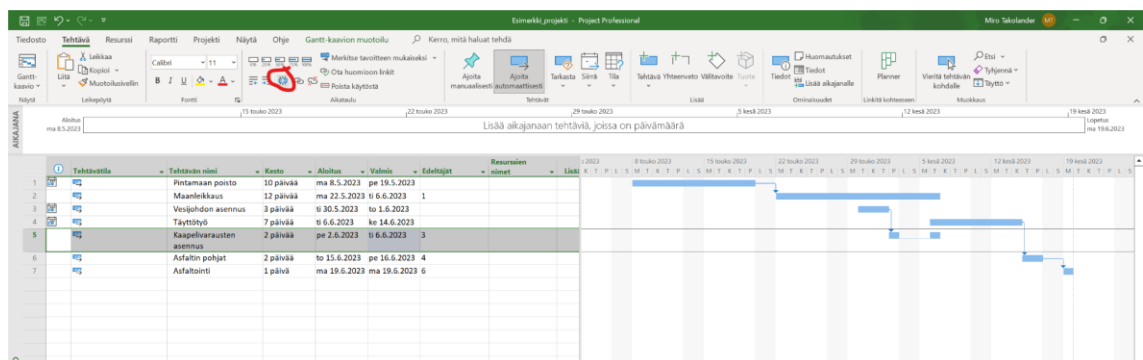 Esimerkki_projekti - Project Professional
Miro Takolander MT
Tiedosto Tehtävä Resurssi Raportti Projekti Näytä Ohje Gantt-kaavion muotoilu Kerro, mitä haluat tehdä
Gantt-kaavio
Näytä
Liitä
Leikkaa
Kopioi
Muotoilusivellin
Leikepöytä
Calibri 11
B I U A
Fontti
Merkitse tavoitteen mukaiseksi
Ota huomioon linkit
Poista käytöstä
Aikataulu
Ajoita manuaalisesti
Ajoita automaattisesti
Tarkasta Siirrä Tila
Tehtävät
Tehtävä Yhteenveto Välitavoite Tuote
Lisää
Tiedot
Huomautukset
Tiedot
Lisää aikajanalle
Ominaisuudet
Planner
Linkitä kohteeseen
Vieritä tehtävän kohdalle
Etsi
Tyhjennä
Täyttö
Muokkaus
AIKAJANA
15 touko 2023 22 touko 2023 29 touko 2023 5 kesä 2023 12 kesä 2023 19 kesä 2023
Aloitus
ma 8.5.2023
Lisää aikajanaan tehtäviä, joissa on päivämäärä
Lopetus
ma 19.6.2023
Tehtävätila Tehtävän nimi Kesto Aloitus Valmis Edeltäjät Resurssien nimet Lisää
2023 8 touko 2023 15 touko 2023 22 touko 2023 29 touko 2023 5 kesä 2023 12 kesä 2023 19 kesä 2023
K T P L S M T K T P L S M T K T P L S M T K T P L S M T K T P L S M T K T P L S M T K T P L S M T K T P L S
1 Pintamaan poisto 10 päivää ma 8.5.2023 pe 19.5.2023
2 Maanleikkaus 12 päivää ma 22.5.2023 ti 6.6.2023 1
3 Vesijohdon asennus 3 päivää ti 30.5.2023 to 1.6.2023
4 Täyttötyö 7 päivää ti 6.6.2023 ke 14.6.2023
5 Kaapelivarausten asennus 2 päivää pe 2.6.2023 ti 6.6.2023 3
6 Asfaltin pohjat 2 päivää to 15.6.2023 pe 16.6.2023 4
7 Asfaltointi 1 päivä ma 19.6.2023 ma 19.6.2023 6